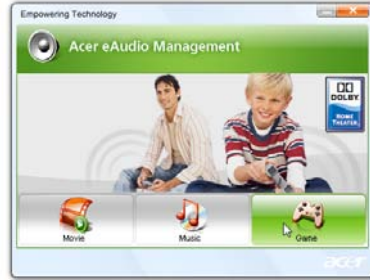 Empowering Technology
Acer eAudio Management
DOLBY
HOME
THEATER
Movie
Music
Game
acer